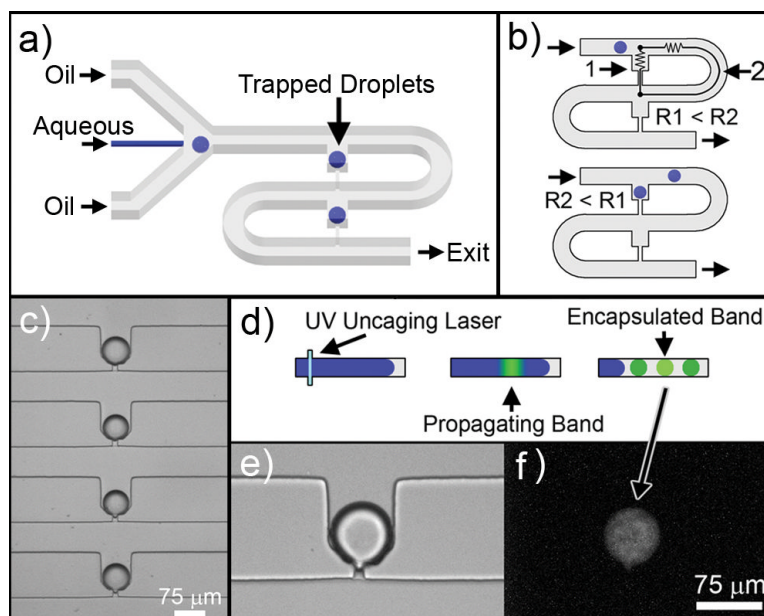 a)
Oil
Aqueous
Oil
Trapped Droplets
Exit
b)
1
2
R1 < R2
R2 < R1
c)
75 µm
d)
UV Uncaging Laser
Propagating Band
Encapsulated Band
e)
f)
75 µm